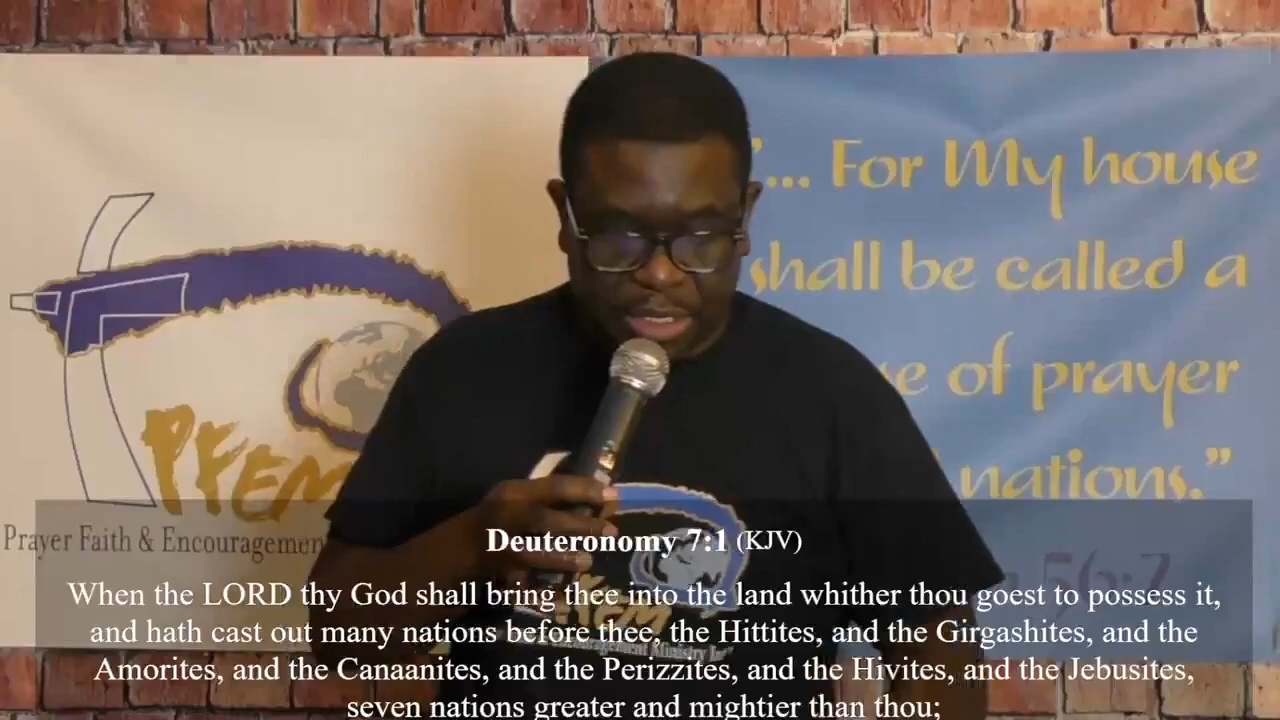 "... For My house
shall be called a
of prayer
nations."
56:7
PFEM
Prayer Faith & Encouragement
Deuteronomy 7:1 (KJV)
When the LORD thy God shall bring thee into the land whither thou goest to possess it,
and hath cast out many nations before thee, the Hittites, and the Girgashites, and the
Amorites, and the Canaanites, and the Perizzites, and the Hivites, and the Jebusites,
seven nations greater and mightier than thou;